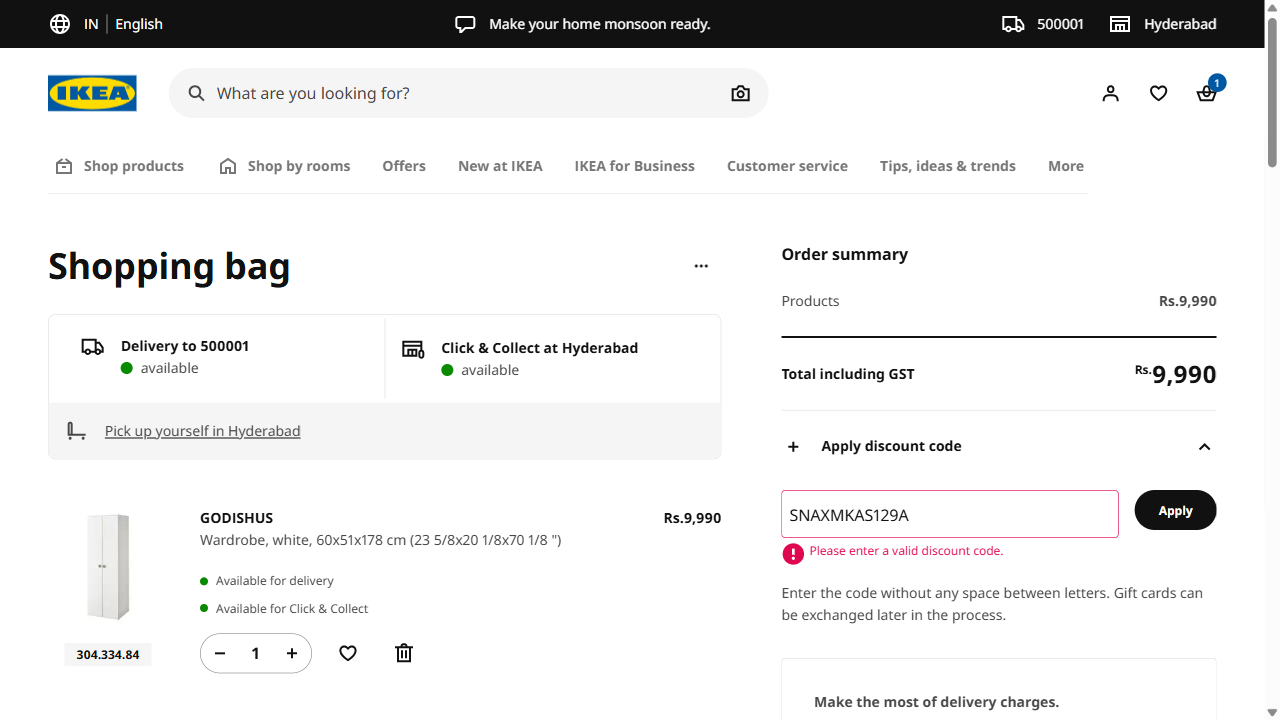 IN | English
Make your home monsoon ready.
500001
Hyderabad
IKEA
What are you looking for?
1
Shop products
Shop by rooms
Offers
New at IKEA
IKEA for Business
Customer service
Tips, ideas & trends
More
Shopping bag
...
Delivery to 500001
available
Click & Collect at Hyderabad
available
Pick up yourself in Hyderabad
GODISHUS
Rs.9,990
Wardrobe, white, 60x51x178 cm (23 5/8x20 1/8x70 1/8 ")
Available for delivery
Available for Click & Collect
304.334.84
− 1 +
Order summary
Products
Rs.9,990
Total including GST
Rs.9,990
+ Apply discount code
SNAXMKAS129A
Apply
Please enter a valid discount code.
Enter the code without any space between letters. Gift cards can
be exchanged later in the process.
Make the most of delivery charges.